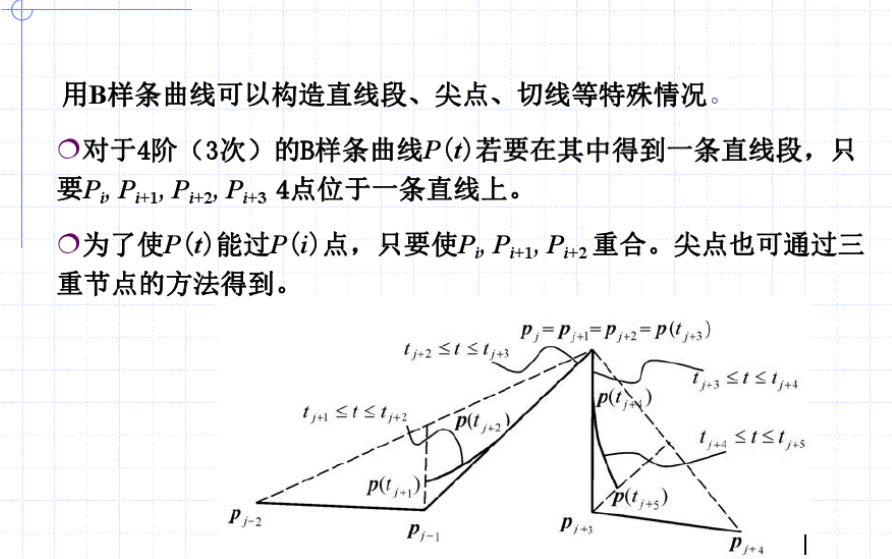 用B样条曲线可以构造直线段、尖点、切线等特殊情况。
对于4阶（3次）的B样条曲线P(t)若要在其中得到一条直线段，只
要Pi, Pi+1, Pi+2, Pi+3 4点位于一条直线上。
为了使P(t)能过P(i)点，只要使Pi, Pi+1, Pi+2 重合。尖点也可通过三
重节点的方法得到。
pj=pj+1=pj+2=p(tj+3)
tj+2≤t≤tj+3
tj+3≤t≤tj+4
tj+1≤t≤tj+2
p(tj+2)
p(tj+4)
tj+4≤t≤tj+5
p(tj+1)
p(tj+5)
pj-2
pj-1
pj+3
pj+4